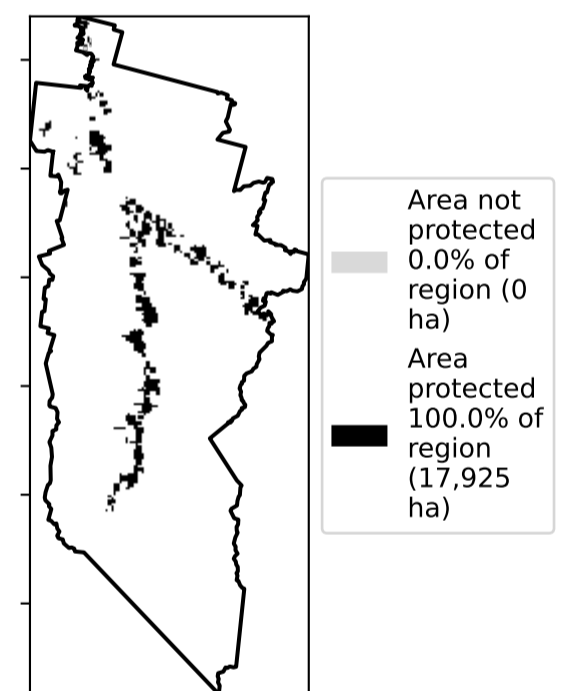 Area not
protected
0.0% of
region (0
ha)
Area
protected
100.0% of
region
(17,925
ha)